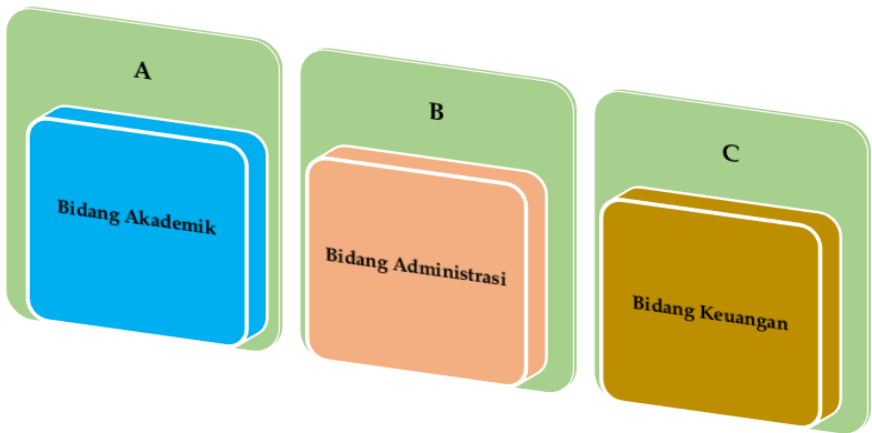 A
Bidang Akademik
B
Bidang Administrasi
C
Bidang Keuangan